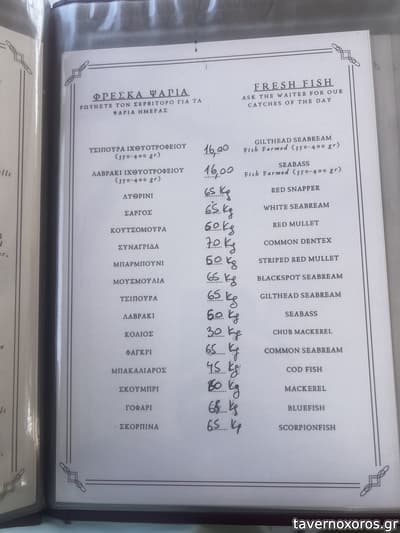 ΦΡΕΣΚΑ ΨΑΡΙΑ
ΡΩΤΗΣΤΕ ΤΟΝ ΣΕΡΒΙΤΟΡΟ ΓΙΑ ΤΑ
ΨΑΡΙΑ ΗΜΕΡΑΣ
FRESH FISH
ASK THE WAITER FOR OUR
CATCHES OF THE DAY
ΤΣΙΠΟΥΡΑ ΙΧΘΥΟΤΡΟΦΕΙΟΥ 16,00 GILTHEAD SEABREAM
(350-400 gr) Fish Farmed (350-400 gr)
ΛΑΒΡΑΚΙ ΙΧΘΥΟΤΡΟΦΕΙΟΥ 16,00 SEABASS
(350-400 gr) Fish Farmed (350-400 gr)
ΛΥΘΡΙΝΙ 65 Kg RED SNAPPER
ΣΑΡΓΟΣ 65 Kg WHITE SEABREAM
ΚΟΥΤΣΟΜΟΥΡΑ 60 Kg RED MULLET
ΣΥΝΑΓΡΙΔΑ 70 Kg COMMON DENTEX
ΜΠΑΡΜΠΟΥΝΙ 60 Kg STRIPED RED MULLET
ΜΟΥΣΜΟΥΛΙΑ 65 Kg BLACKSPOT SEABREAM
ΤΣΙΠΟΥΡΑ 65 Kg GILTHEAD SEABREAM
ΛΑΒΡΑΚΙ 60 Kg SEABASS
ΚΟΛΙΟΣ 30 Kg CHUB MACKEREL
ΦΑΓΚΡΙ 65 Kg COMMON SEABREAM
ΜΠΑΚΑΛΙΑΡΟΣ 45 Kg COD FISH
ΣΚΟΥΜΠΡΙ Kg MACKEREL
ΓΟΦΑΡΙ Kg BLUEFISH
ΣΚΟΡΠΙΝΑ 65 Kg SCORPIONFISH
tavernoxoros.gr